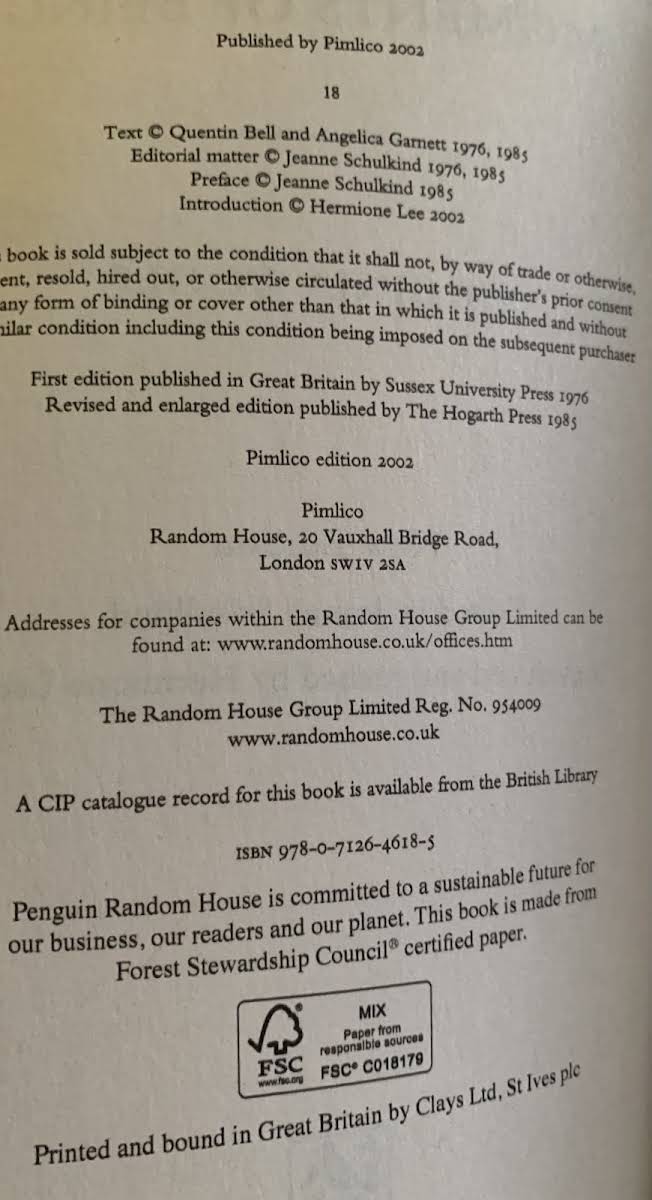 Published by Pimlico 2002
18
Text © Quentin Bell and Angelica Garnett 1976, 1985
Editorial matter © Jeanne Schulkind 1976, 1985
Preface © Jeanne Schulkind 1985
Introduction © Hermione Lee 2002
book is sold subject to the condition that it shall not, by way of trade or otherwise,
ent, resold, hired out, or otherwise circulated without the publisher's prior consent
any form of binding or cover other than that in which it is published and without
nilar condition including this condition being imposed on the subsequent purchaser
First edition published in Great Britain by Sussex University Press 1976
Revised and enlarged edition published by The Hogarth Press 1985
Pimlico edition 2002
Pimlico
Random House, 20 Vauxhall Bridge Road,
London SW1V 2SA
Addresses for companies within the Random House Group Limited can be
found at: www.randomhouse.co.uk/offices.htm
The Random House Group Limited Reg. No. 954009
www.randomhouse.co.uk
A CIP catalogue record for this book is available from the British Library
ISBN 978-0-7126-4618-5
Penguin Random House is committed to a sustainable future for
our business, our readers and our planet. This book is made from
Forest Stewardship Council® certified paper.
MIX
Paper from
responsible sources
FSC® C018179
FSC
www.fsc.org
Printed and bound in Great Britain by Clays Ltd, St Ives plc